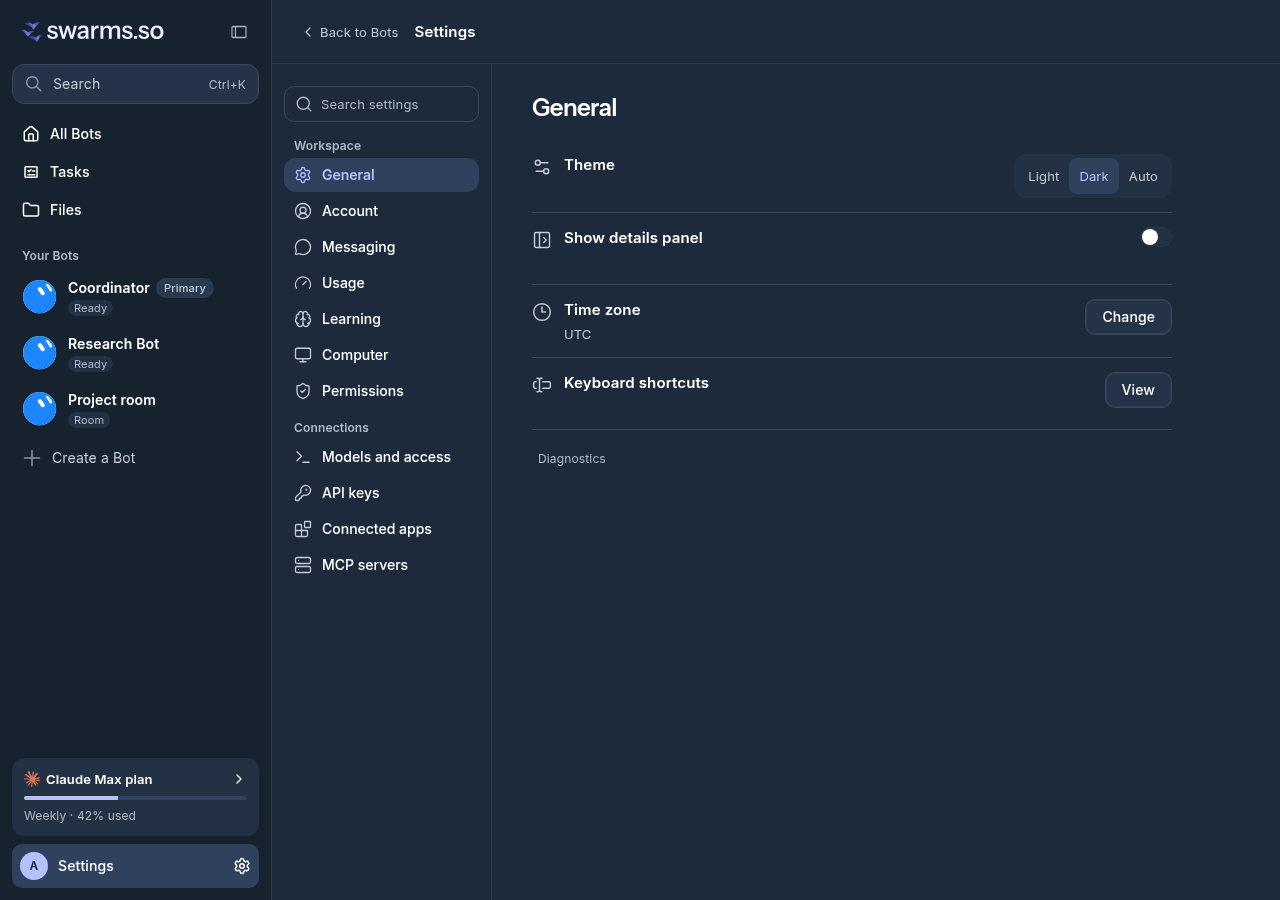 swarms.so
Search Ctrl+K
All Bots
Tasks
Files
Your Bots
Coordinator Primary
Ready
Research Bot
Ready
Project room
Room
Create a Bot
Claude Max plan
Weekly · 42% used
A Settings
Back to Bots Settings
Search settings
Workspace
General
Account
Messaging
Usage
Learning
Computer
Permissions
Connections
Models and access
API keys
Connected apps
MCP servers
General
Theme Light Dark Auto
Show details panel
Time zone Change
UTC
Keyboard shortcuts View
Diagnostics